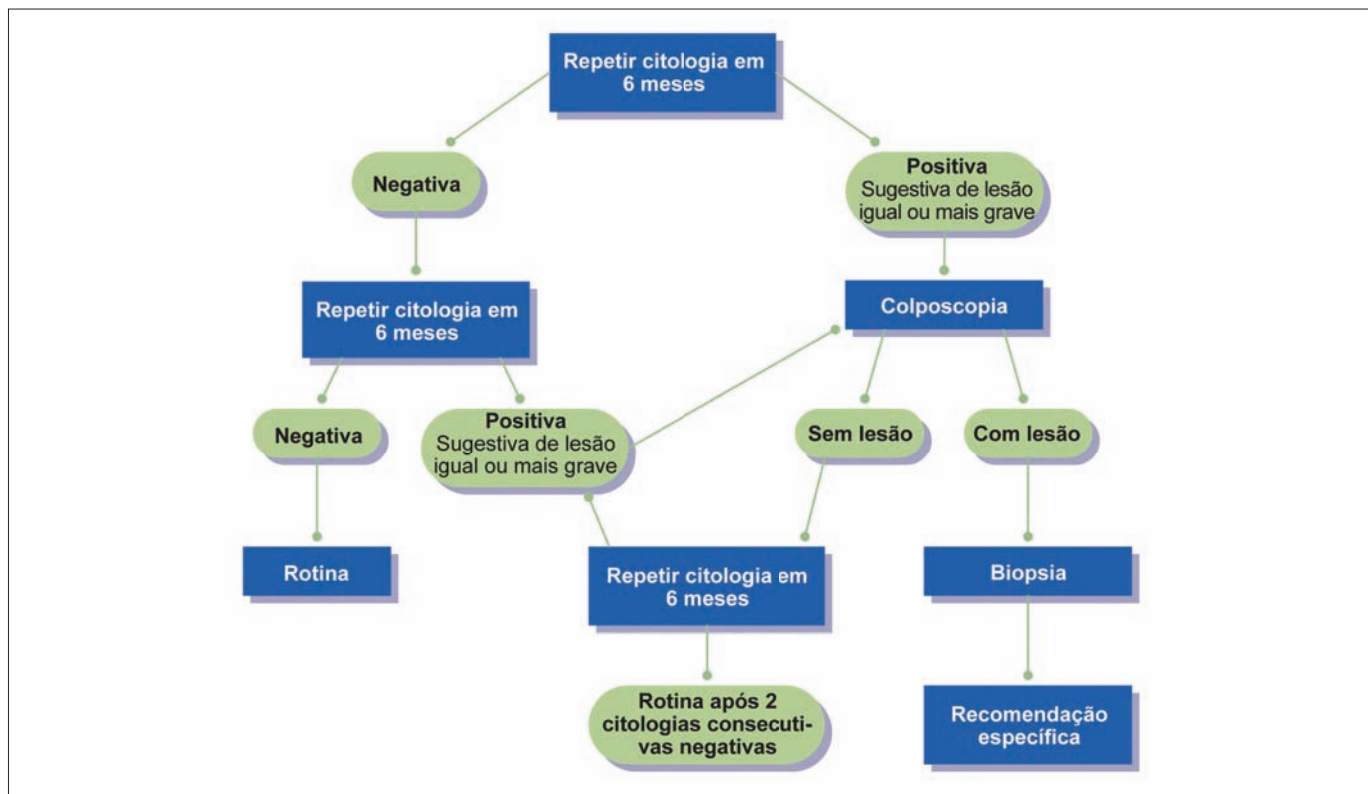 Repetir citologia em
6 meses
Negativa
Positiva
Sugestiva de lesão
igual ou mais grave
Repetir citologia em
6 meses
Colposcopia
Negativa
Positiva
Sugestiva de lesão
igual ou mais grave
Sem lesão
Com lesão
Rotina
Repetir citologia em
6 meses
Biopsia
Rotina após 2
citologias consecuti-
vas negativas
Recomendação
específica